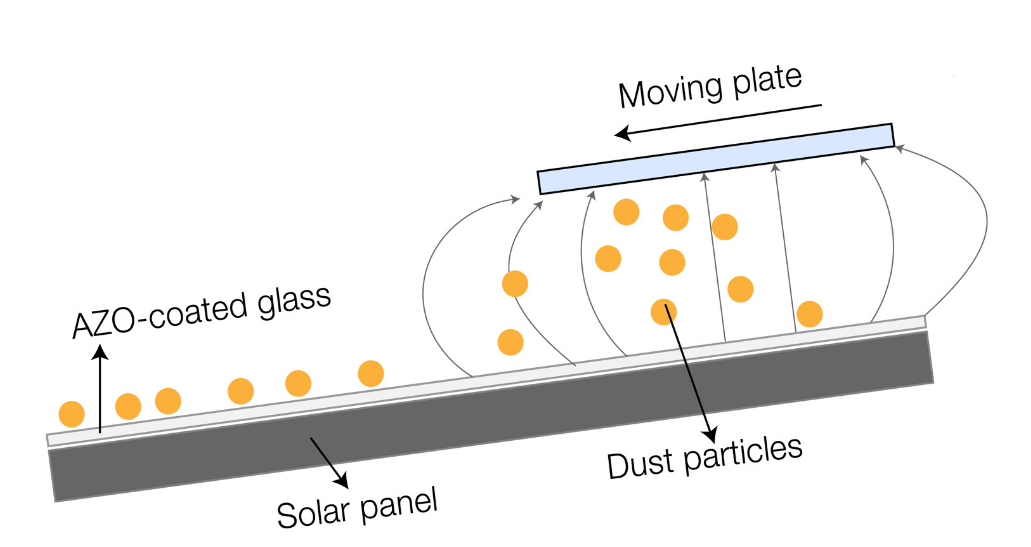 Moving plate
AZO-coated glass
Dust particles
Solar panel